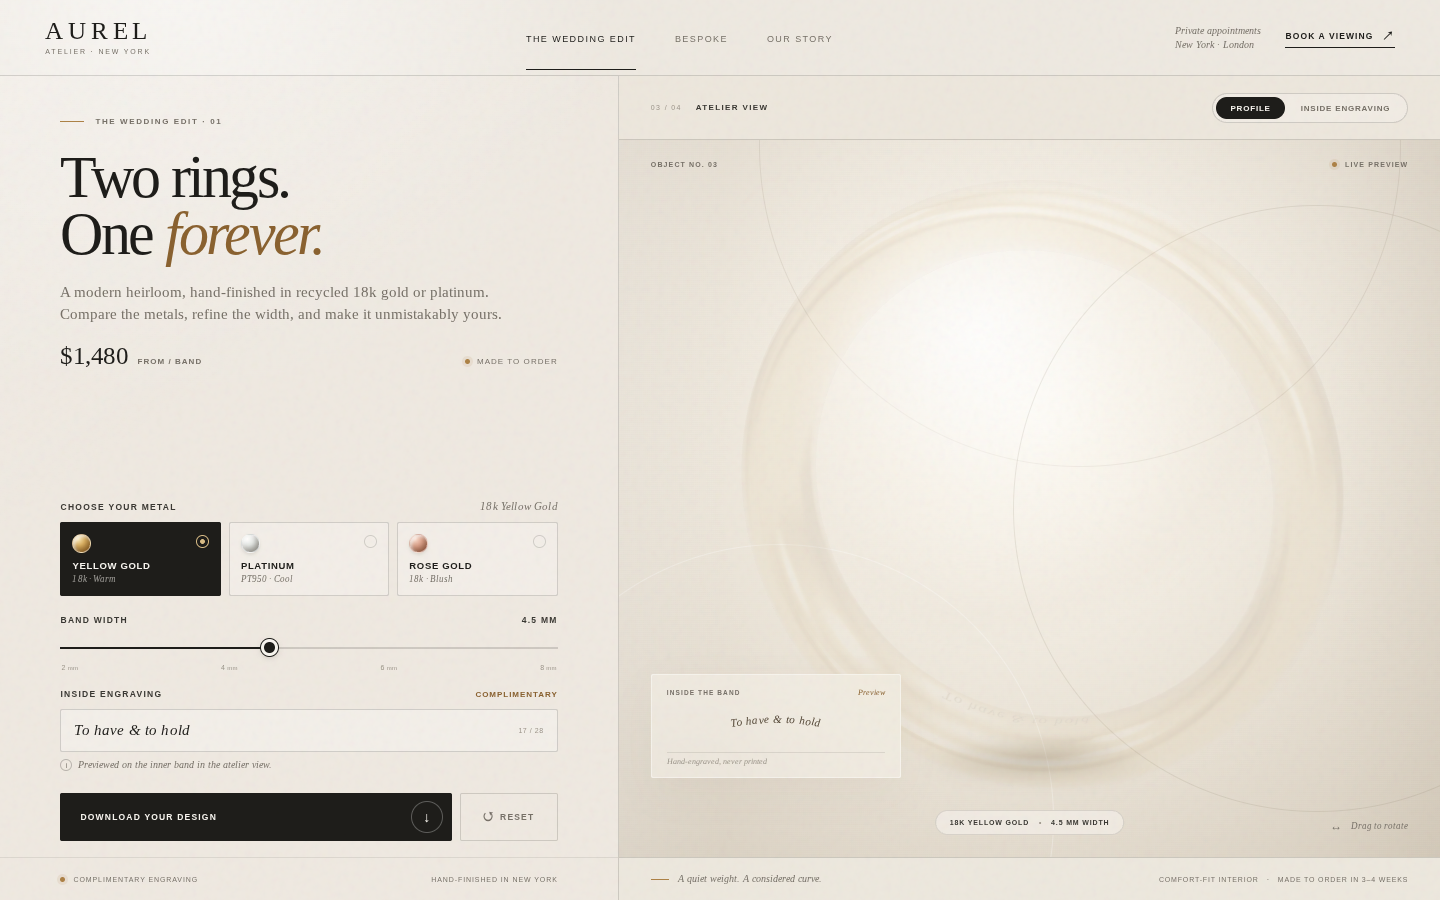 AUREL
ATELIER · NEW YORK
THE WEDDING EDIT
BESPOKE
OUR STORY
Private appointments
New York · London
BOOK A VIEWING ↗
THE WEDDING EDIT · 01
Two rings.
One forever.
A modern heirloom, hand-finished in recycled 18k gold or platinum.
Compare the metals, refine the width, and make it unmistakably yours.
$1,480 FROM / BAND
MADE TO ORDER
CHOOSE YOUR METAL
18k Yellow Gold
YELLOW GOLD
18k · Warm
PLATINUM
PT950 · Cool
ROSE GOLD
18k · Blush
BAND WIDTH
4.5 MM
2 mm
4 mm
6 mm
8 mm
INSIDE ENGRAVING
COMPLIMENTARY
To have & to hold
17 / 28
i Previewed on the inner band in the atelier view.
DOWNLOAD YOUR DESIGN ↓
RESET
COMPLIMENTARY ENGRAVING
HAND-FINISHED IN NEW YORK
03 / 04 ATELIER VIEW
PROFILE
INSIDE ENGRAVING
OBJECT NO. 03
LIVE PREVIEW
INSIDE THE BAND
Preview
To have & to hold
Hand-engraved, never printed
18K YELLOW GOLD · 4.5 MM WIDTH
↔ Drag to rotate
A quiet weight. A considered curve.
COMFORT-FIT INTERIOR · MADE TO ORDER IN 3–4 WEEKS